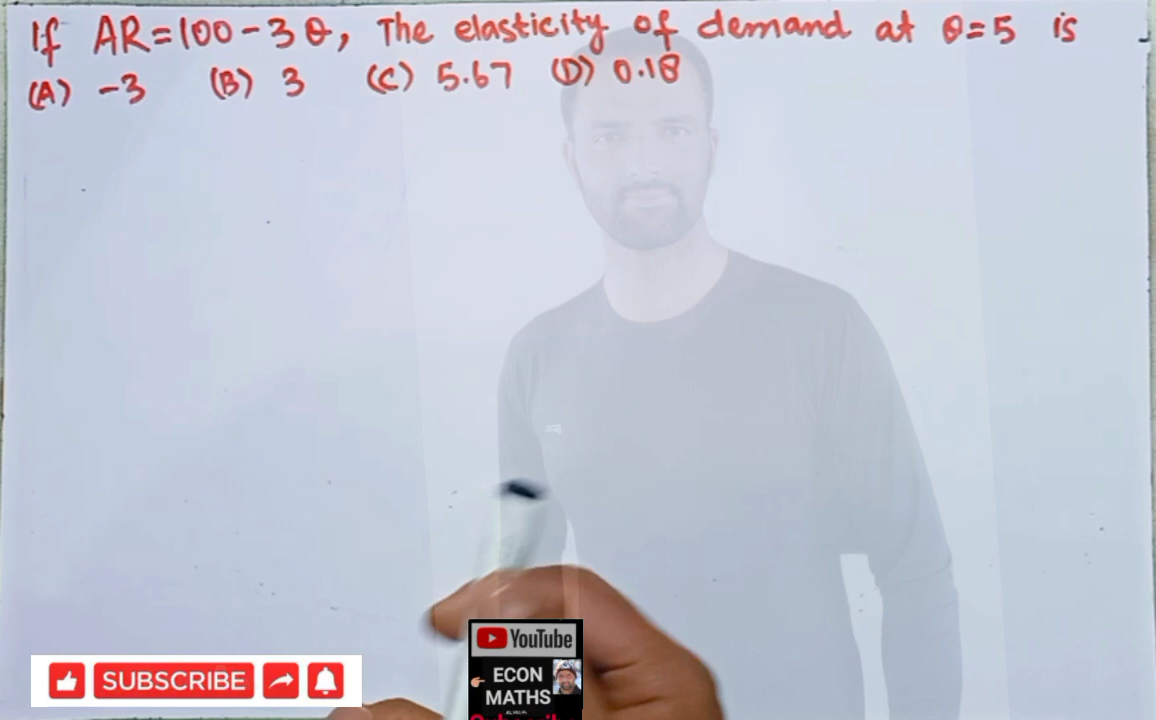 If AR=100-3Q, The elasticity of demand at Q=5 is
(A) -3 (B) 3 (C) 5.67 (D) 0.18
YouTube
ECON
MATHS
SUBSCRIBE